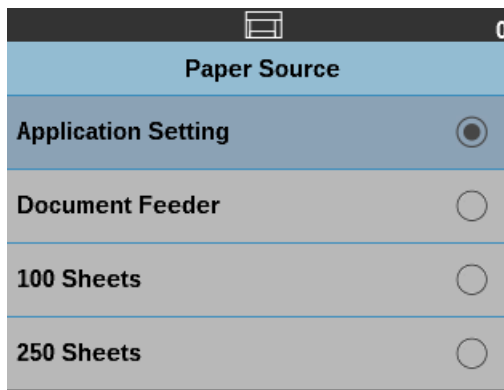 Paper Source
Application Setting
Document Feeder
100 Sheets
250 Sheets